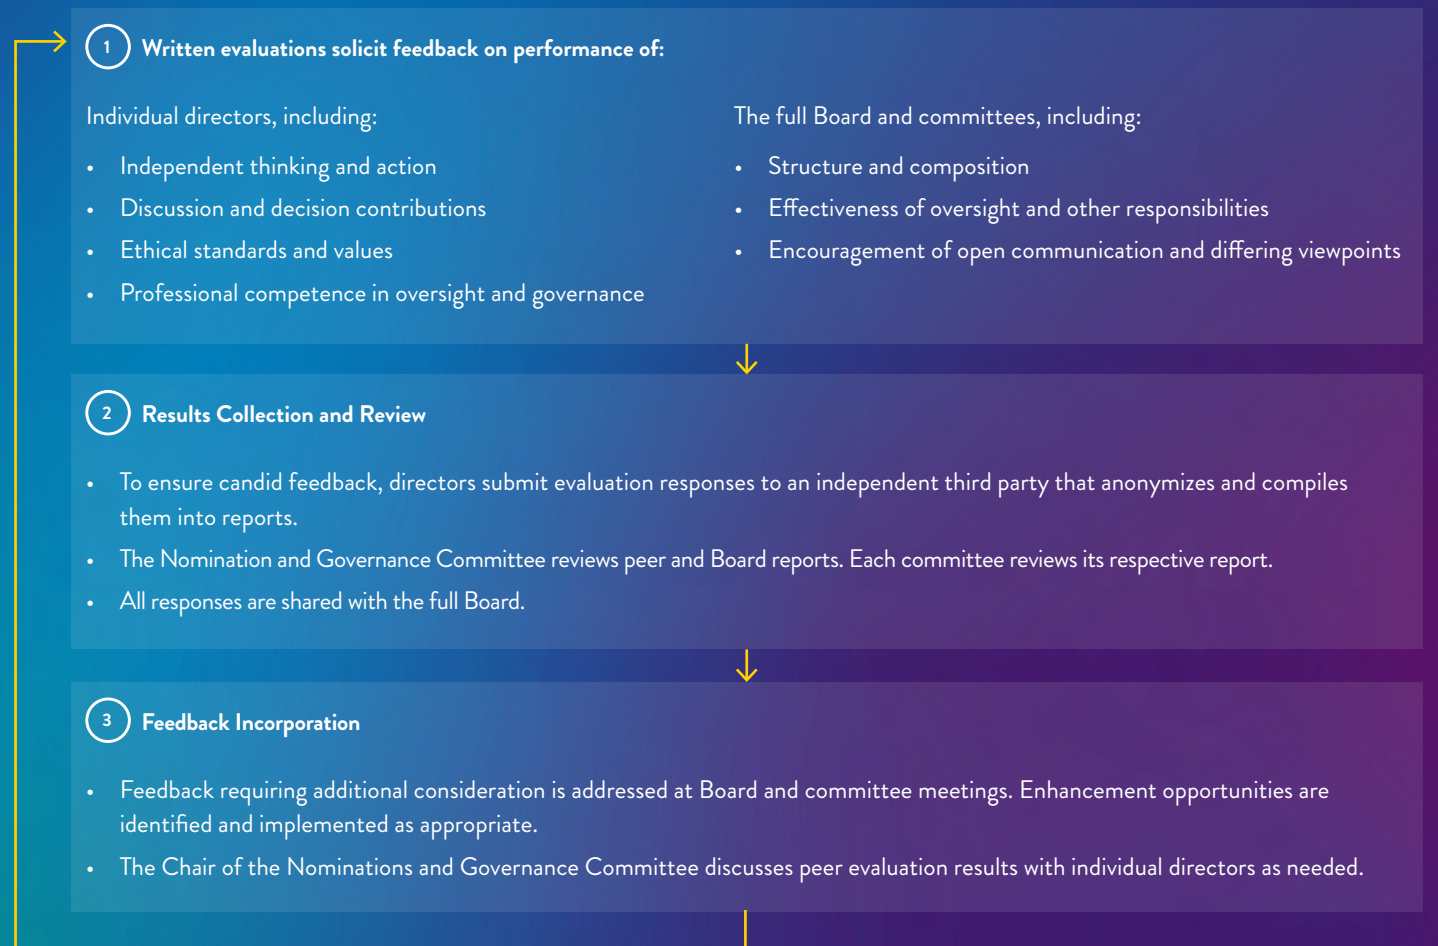 1 Written evaluations solicit feedback on performance of:
Individual directors, including:
• Independent thinking and action
• Discussion and decision contributions
• Ethical standards and values
• Professional competence in oversight and governance
The full Board and committees, including:
• Structure and composition
• Effectiveness of oversight and other responsibilities
• Encouragement of open communication and differing viewpoints
2 Results Collection and Review
• To ensure candid feedback, directors submit evaluation responses to an independent third party that anonymizes and compiles
them into reports.
• The Nomination and Governance Committee reviews peer and Board reports. Each committee reviews its respective report.
• All responses are shared with the full Board.
3 Feedback Incorporation
• Feedback requiring additional consideration is addressed at Board and committee meetings. Enhancement opportunities are
identified and implemented as appropriate.
• The Chair of the Nominations and Governance Committee discusses peer evaluation results with individual directors as needed.